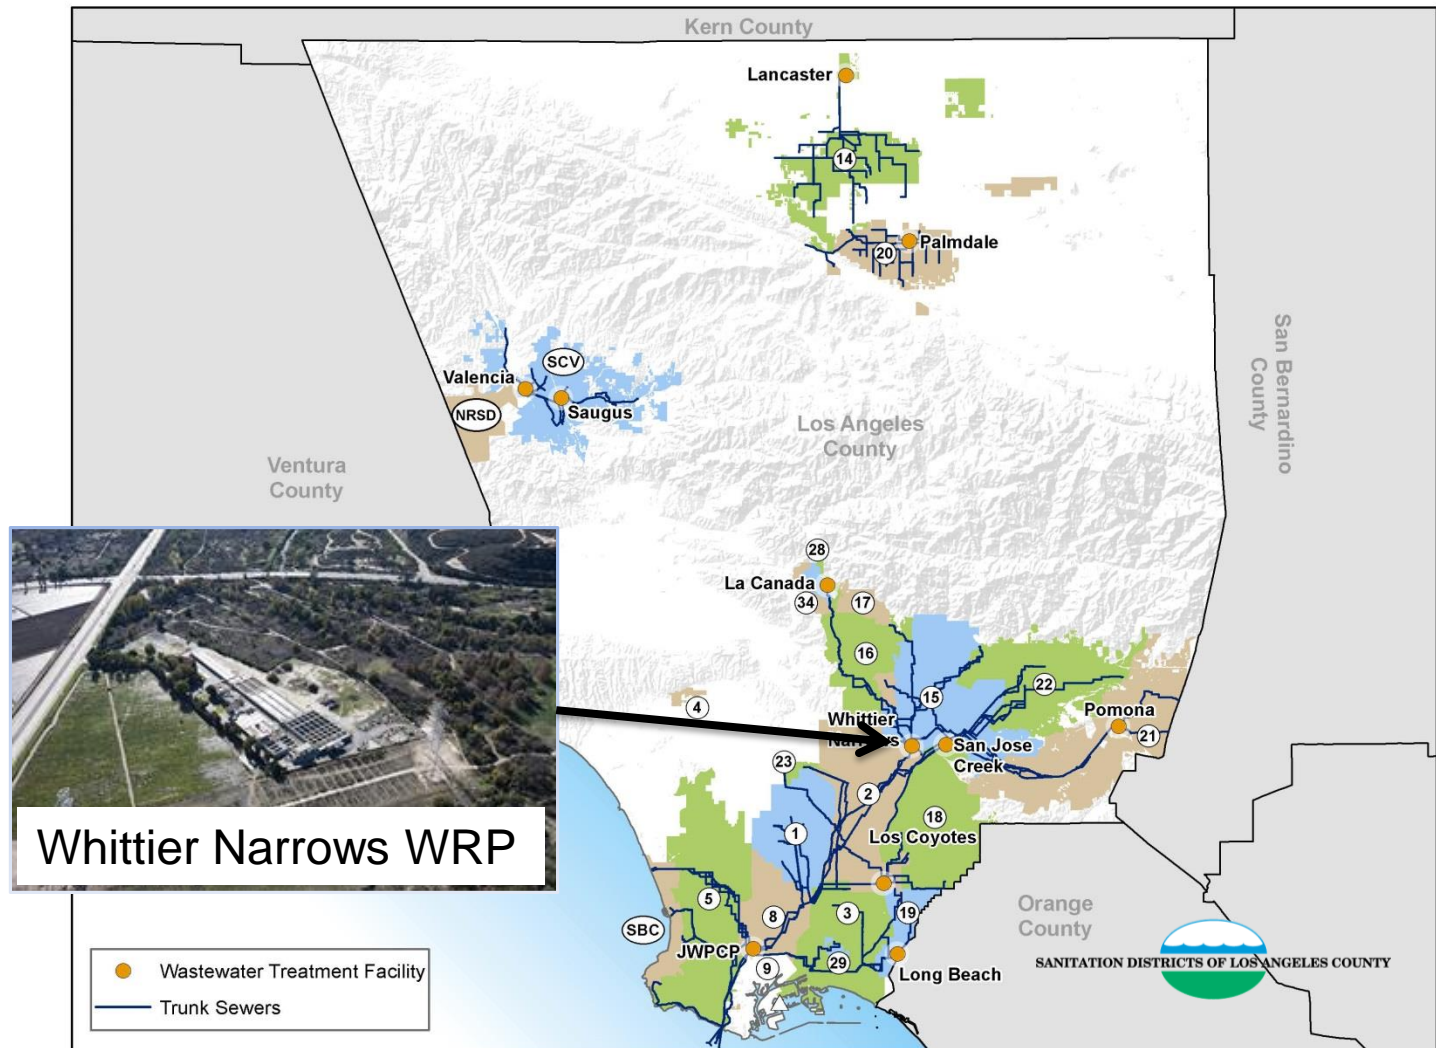 Kern County
Lancaster
14
Palmdale
20
San Bernardino
County
SCV
Valencia
NRSD
Saugus
Los Angeles
County
Ventura
County
28
La Canada
34
17
16
22
15
4
Whittier
Narrows
Pomona
21
San Jose
Creek
23
2
18
1
Los Coyotes
Whittier Narrows WRP
5
8
3
19
SBC
Orange
County
JWPCP
9
29
Long Beach
SANITATION DISTRICTS OF LOS ANGELES COUNTY
Wastewater Treatment Facility
Trunk Sewers